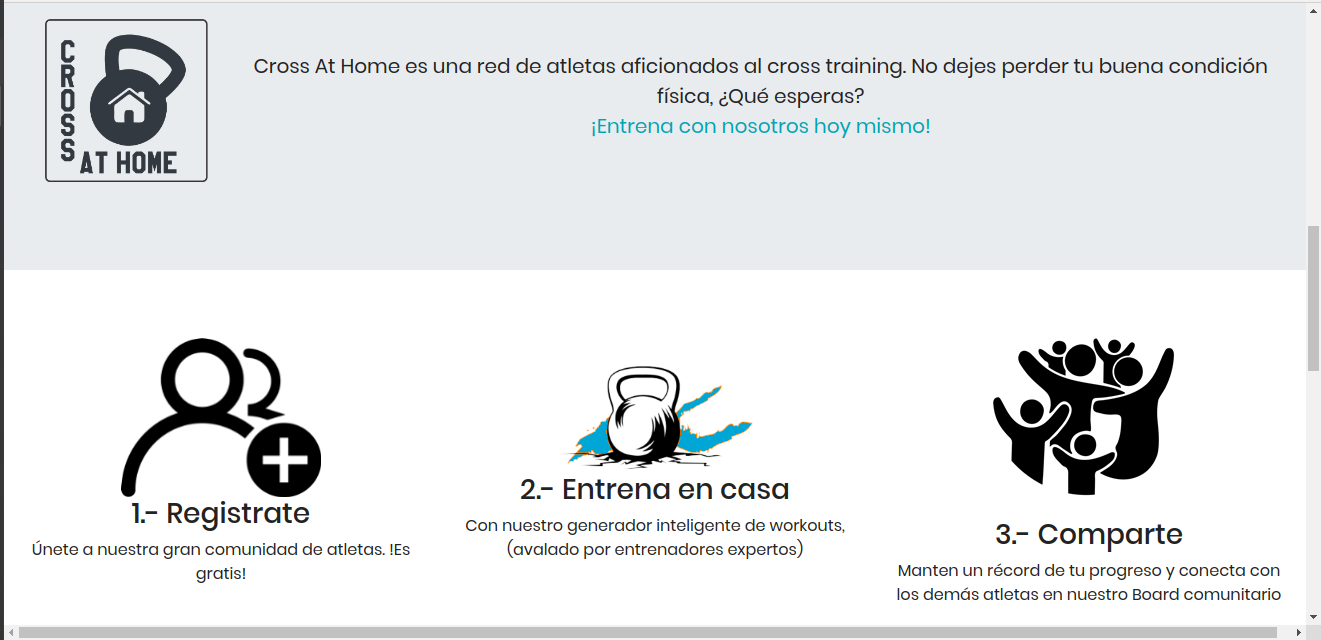 CROSS
AT HOME
Cross At Home es una red de atletas aficionados al cross training. No dejes perder tu buena condición
física, ¿Qué esperas?
¡Entrena con nosotros hoy mismo!
1.- Registrate
Únete a nuestra gran comunidad de atletas. !Es
gratis!
2.- Entrena en casa
Con nuestro generador inteligente de workouts,
(avalado por entrenadores expertos)
3.- Comparte
Manten un récord de tu progreso y conecta con
los demás atletas en nuestro Board comunitario